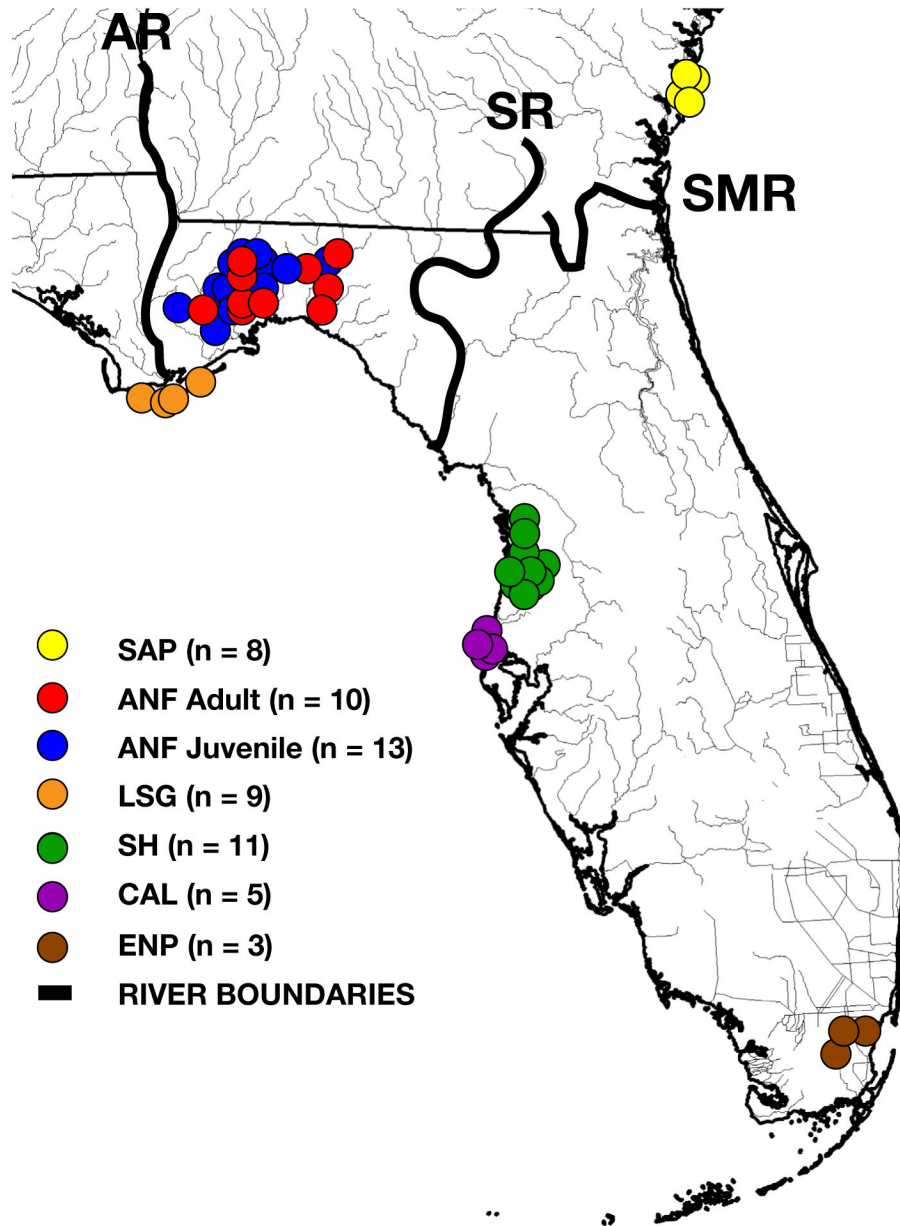 AR
SR
SMR
SAP (n = 8)
ANF Adult (n = 10)
ANF Juvenile (n = 13)
LSG (n = 9)
SH (n = 11)
CAL (n = 5)
ENP (n = 3)
RIVER BOUNDARIES